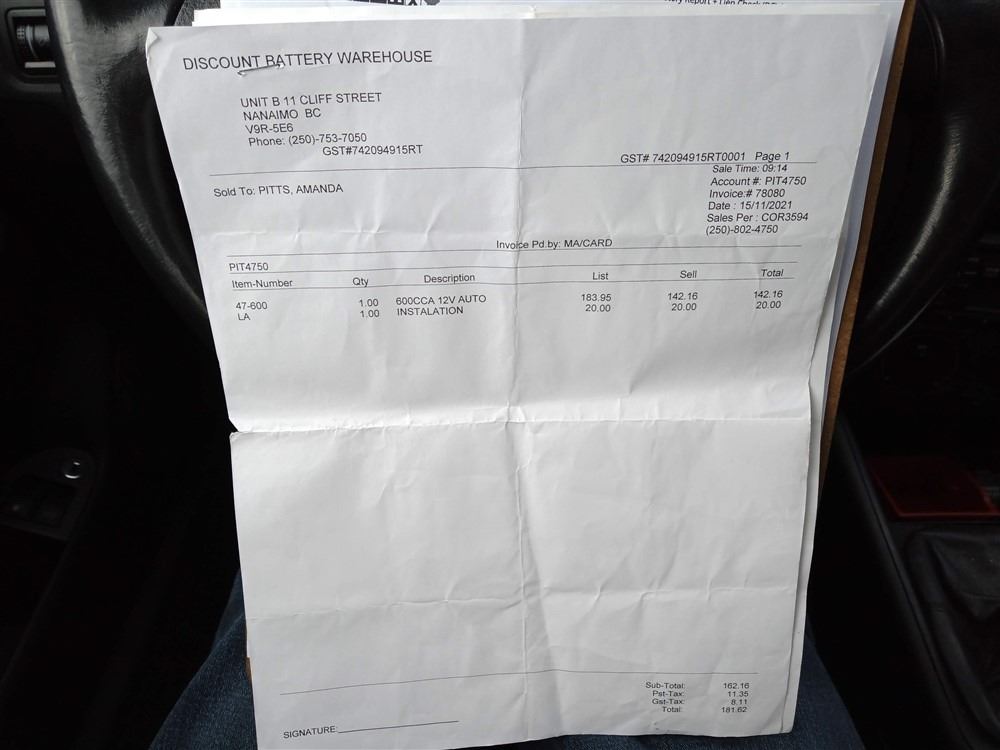 ory Report + Lien Check
DISCOUNT BATTERY WAREHOUSE
UNIT B 11 CLIFF STREET
NANAIMO BC
V9R-5E6
Phone: (250)-753-7050
GST#742094915RT
GST# 742094915RT0001 Page 1
Sale Time: 09:14
Sold To: PITTS, AMANDA
Account #: PIT4750
Invoice:# 78080
Date : 15/11/2021
Sales Per : COR3594
(250)-802-4750
Invoice Pd.by: MA/CARD
PIT4750
Item-Number Qty Description List Sell Total
47-600 1.00 600CCA 12V AUTO 183.95 142.16 142.16
LA 1.00 INSTALATION 20.00 20.00 20.00
Sub-Total: 162.16
Pst-Tax: 11.35
Gst-Tax: 8.11
Total: 181.62
SIGNATURE: